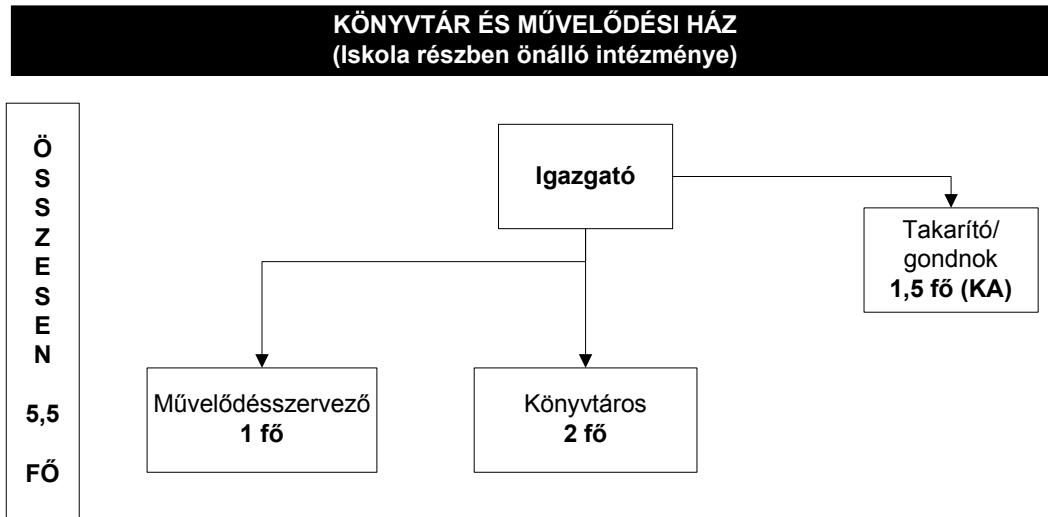 KÖNYVTÁR ÉS MŰVELŐDÉSI HÁZ
(Iskola részben önálló intézménye)
Ö
S
S
Z
E
S
E
N
5,5
FŐ
Igazgató
Takarító/
gondnok
1,5 fő (KA)
Művelődésszervező
1 fő
Könyvtáros
2 fő